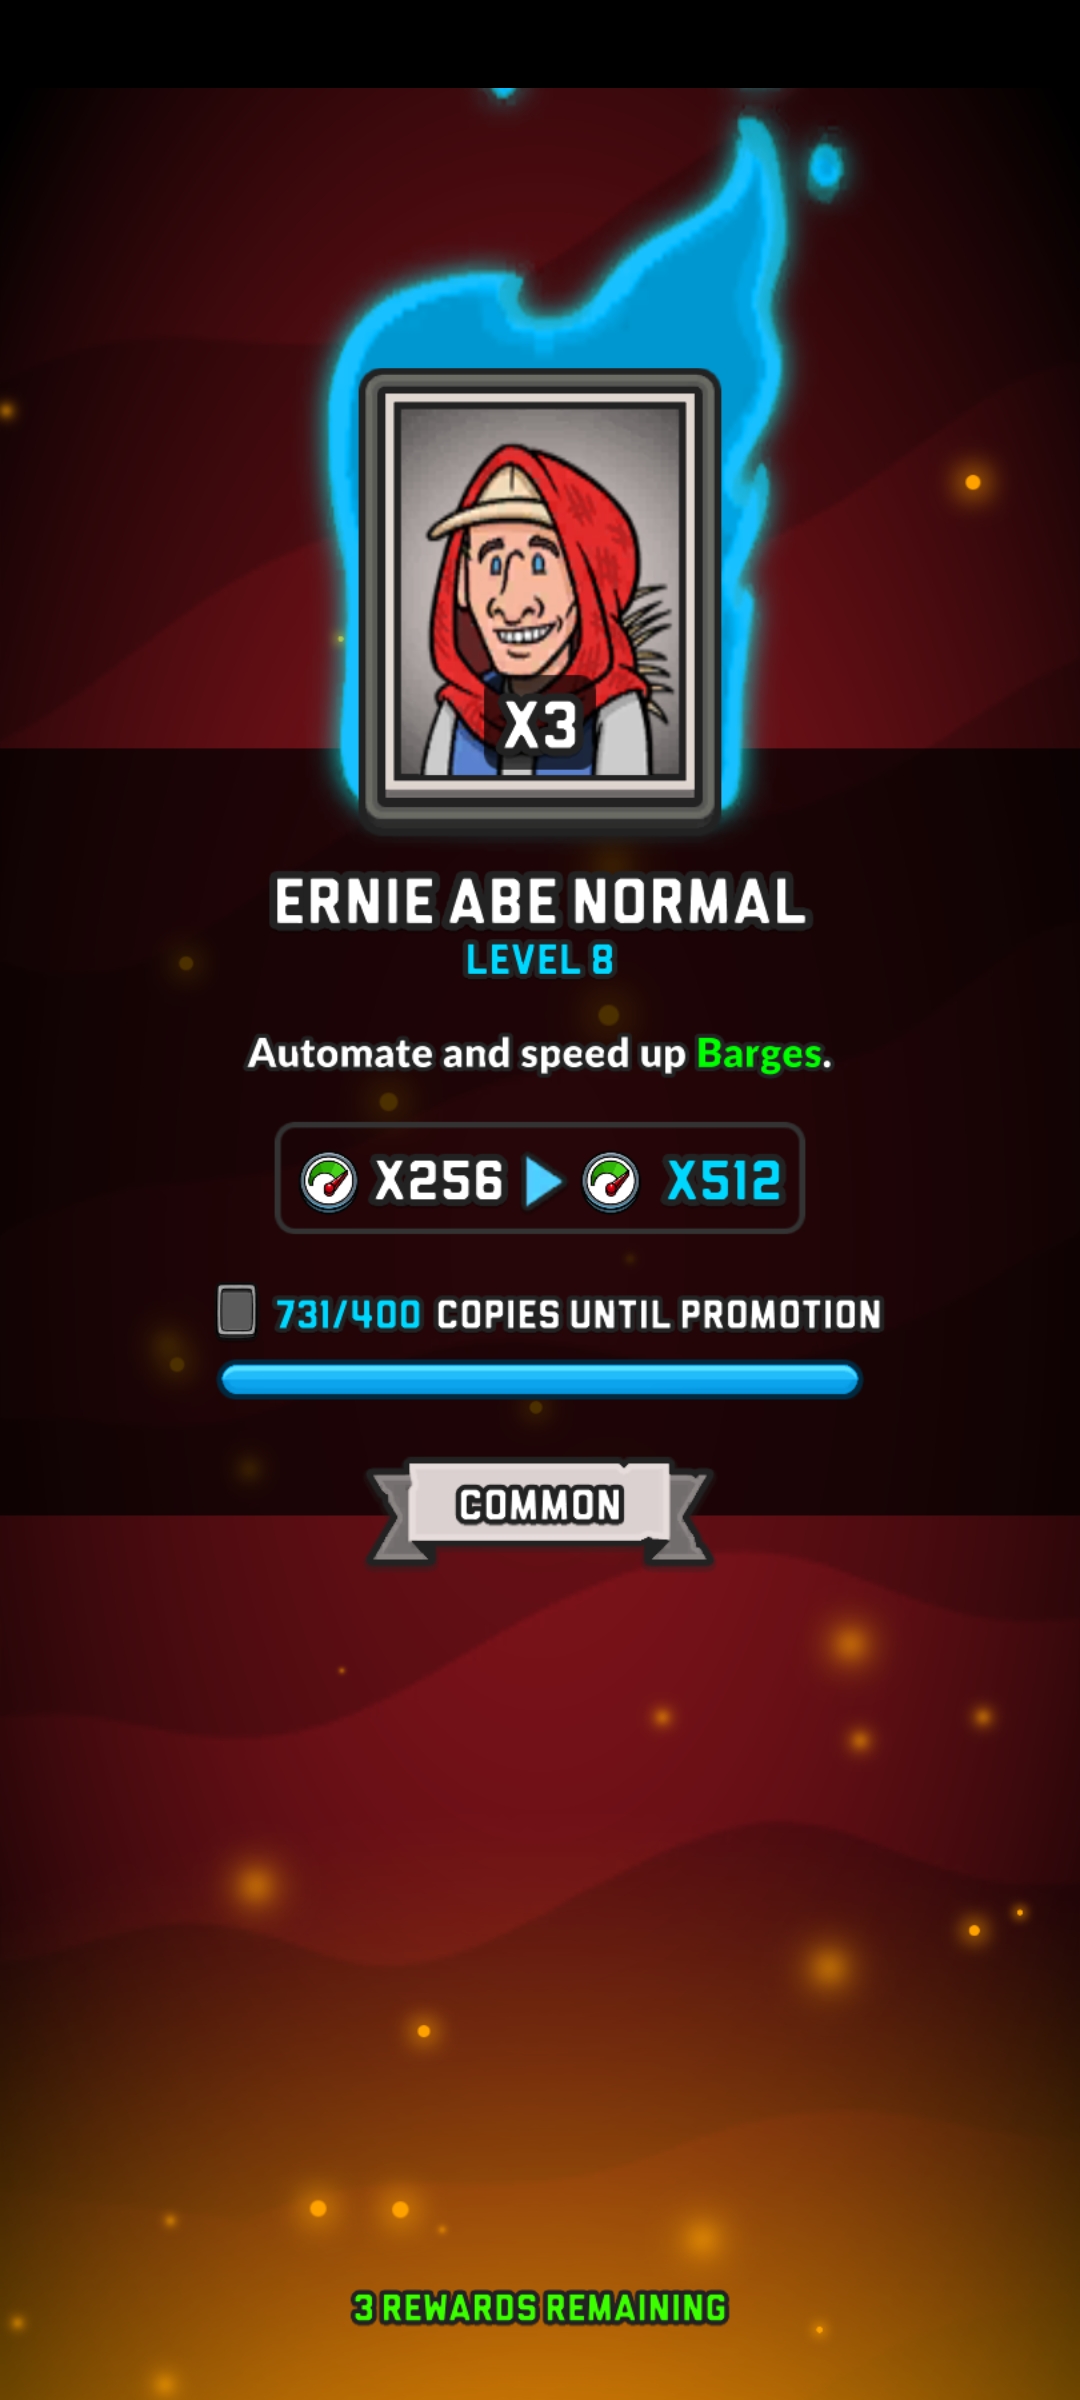 X3
ERNIE ABE NORMAL
LEVEL 8
Automate and speed up Barges.
X256 X512
731/400 COPIES UNTIL PROMOTION
COMMON
3 REWARDS REMAINING